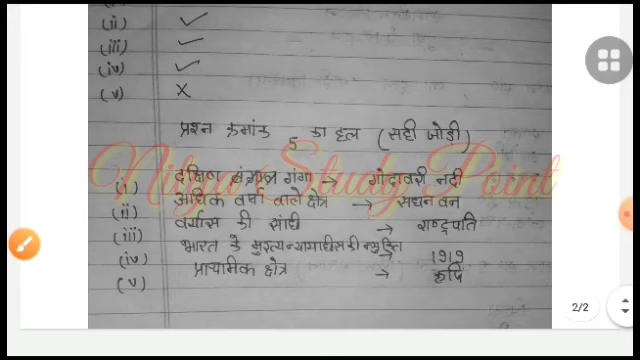 (ii) ✓
(iii) ✓
(iv) ✓
(v) X
प्रश्न क्रमांक 5 का हल (सही जोडी)
(i) दक्षिण गंगा → गोदावरी नदी
(ii) अधिक वर्षा वाले क्षेत्र → सघन वन
(iii) वर्साय की संधी → राष्ट्रपति
(iv) भारत के मुख्य न्यायाधिस की नियुक्ति → 1919
(v) प्राथमिक क्षेत्र → कृषि
Nitya Study Point
2/2